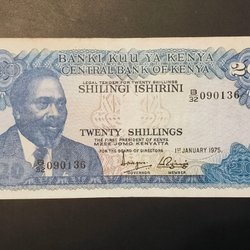 BANKI KUU YA KENYA
CENTRAL BANK OF KENYA
LEGAL TENDER FOR TWENTY SHILLINGS
SHILINGI ISHIRINI
B/32 090136
TWENTY SHILLINGS
THE FIRST PRESIDENT OF KENYA
MZEE JOMO KENYATTA
FOR THE BOARD OF DIRECTORS
1ST JANUARY 1975.
B/32 090136
GOVERNOR
MEMBER